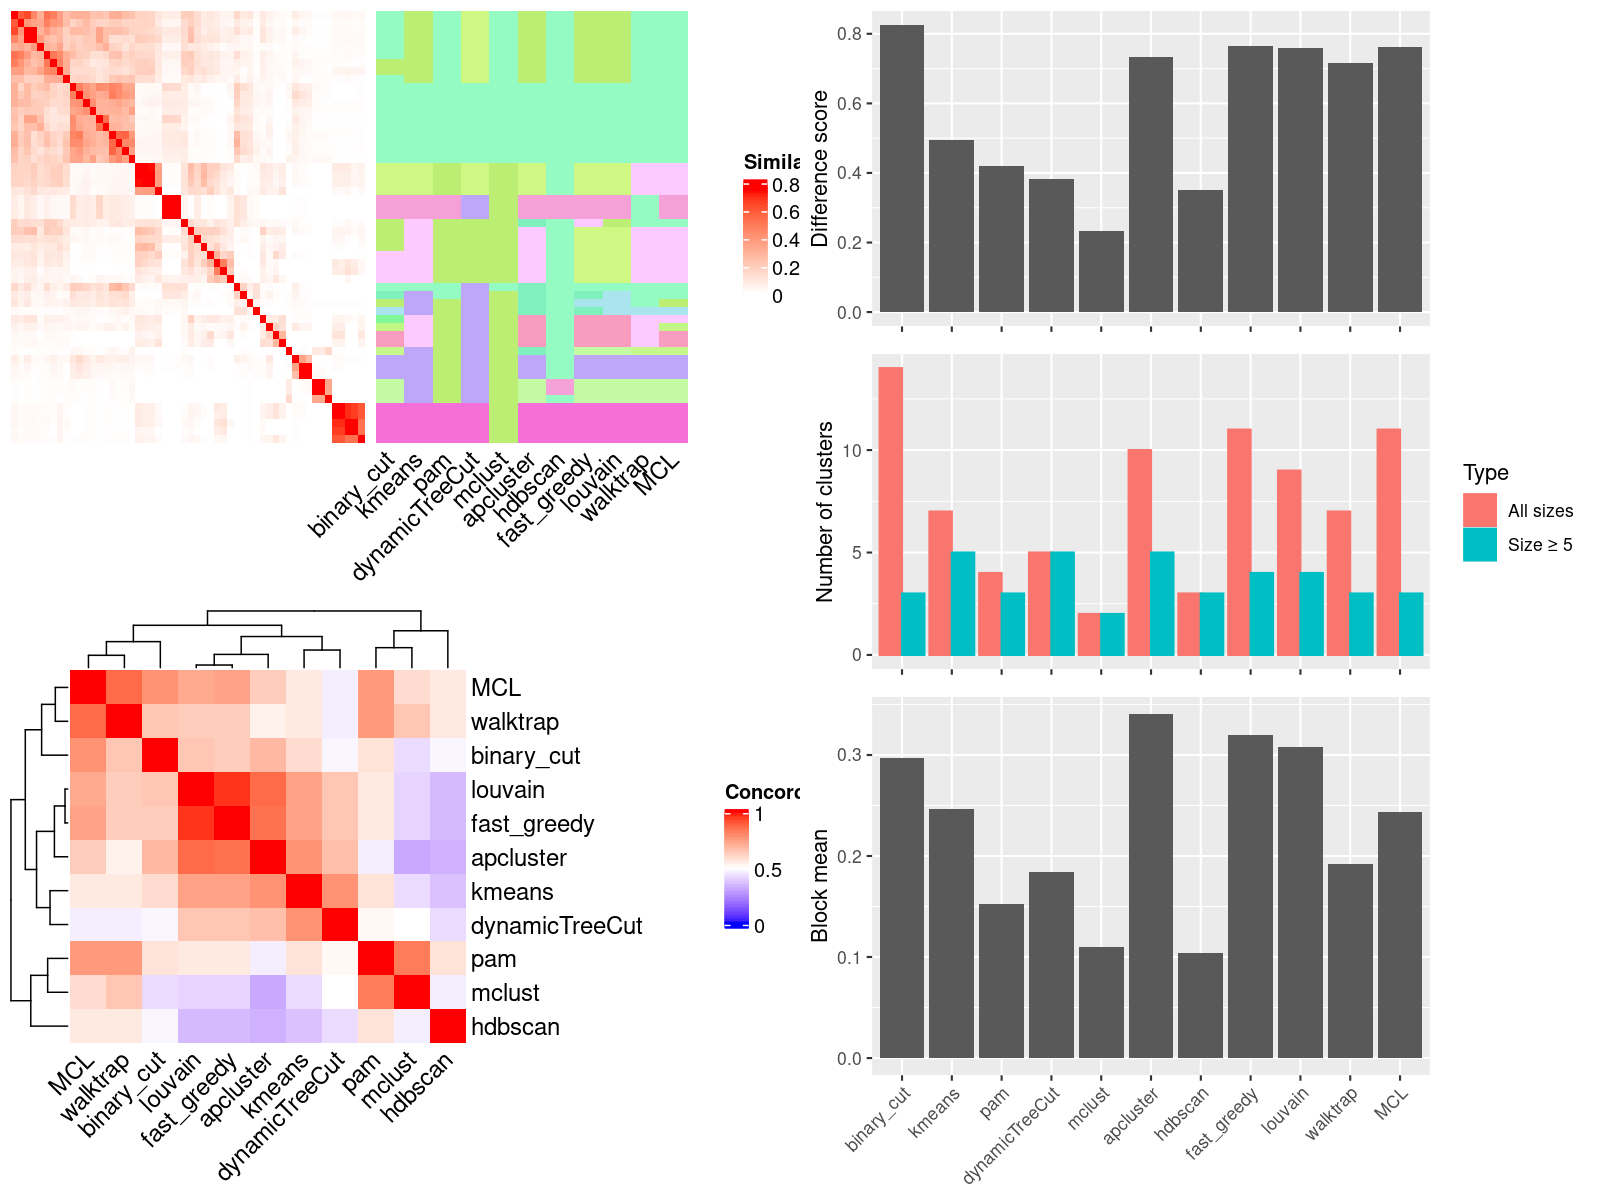 Simila
0.8
0.6
0.4
0.2
0
binary_cut
kmeans
pam
dynamicTreeCut
mclust
apcluster
hdbscan
fast_greedy
louvain
walktrap
MCL
MCL
walktrap
binary_cut
louvain
fast_greedy
apcluster
kmeans
dynamicTreeCut
pam
mclust
hdbscan
Concord
1
0.5
0
MCL
walktrap
binary_cut
louvain
fast_greedy
apcluster
kmeans
dynamicTreeCut
pam
mclust
hdbscan
Difference score
0.8
0.6
0.4
0.2
0.0
Number of clusters
10
5
0
Type
All sizes
Size ≥ 5
Block mean
0.3
0.2
0.1
0.0
binary_cut
kmeans
pam
dynamicTreeCut
mclust
apcluster
hdbscan
fast_greedy
louvain
walktrap
MCL